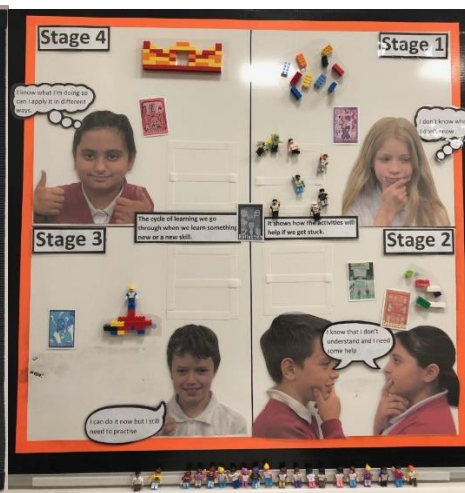 Stage 4
Stage 1
I know what I'm doing so
can I apply it in different
ways.
I don't know
I don't know
The cycle of learning we go
through when we learn something
new or a new skill.
It shows how the activities will
help if we get stuck.
Stage 3
Stage 2
I know that I don't
understand and I need
some help
I can do it now but I still
need to practise.